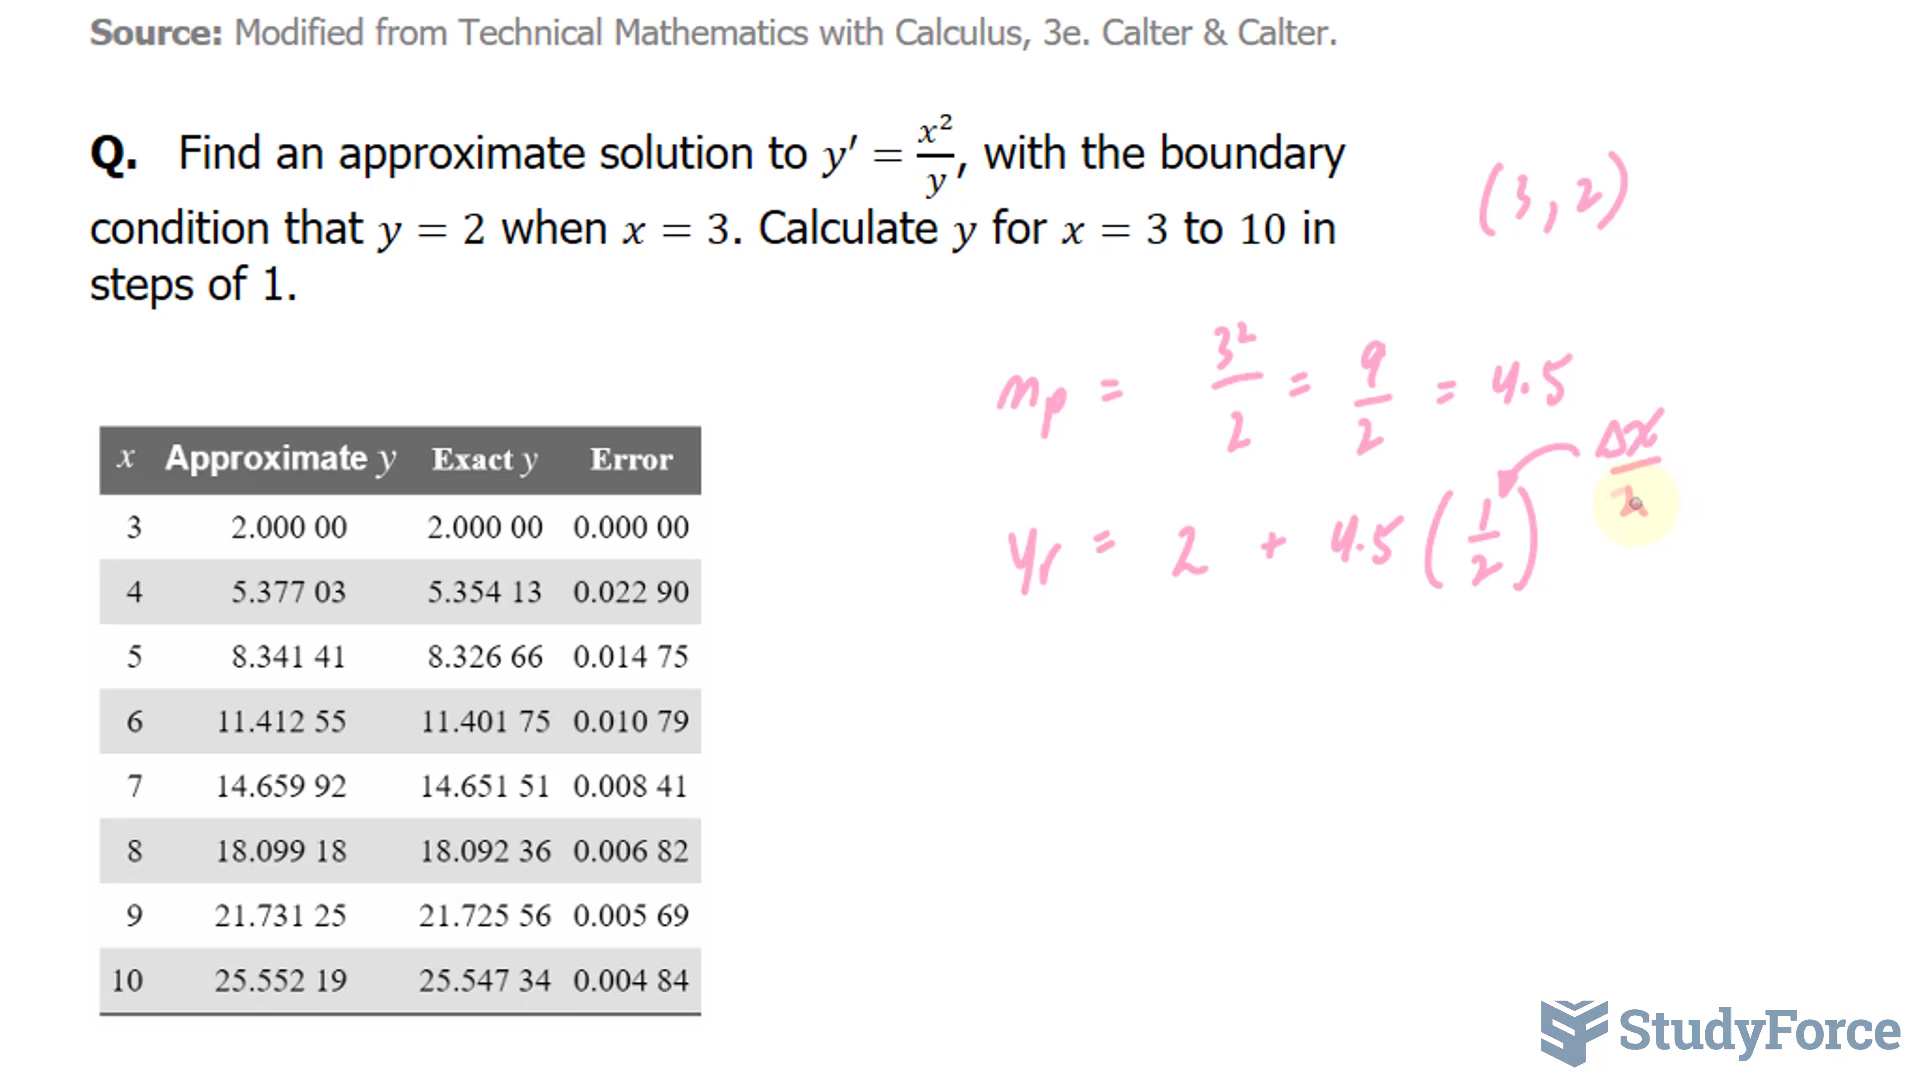 Source: Modified from Technical Mathematics with Calculus, 3e. Calter & Calter.
Q. Find an approximate solution to y′ = x²/y, with the boundary
condition that y = 2 when x = 3. Calculate y for x = 3 to 10 in
steps of 1.
(3, 2)
mp = 3²/2 = 9/2 = 4.5
Δx/2
yr = 2 + 4.5 (1/2)
x Approximate y Exact y Error
3 2.000 00 2.000 00 0.000 00
4 5.377 03 5.354 13 0.022 90
5 8.341 41 8.326 66 0.014 75
6 11.412 55 11.401 75 0.010 79
7 14.659 92 14.651 51 0.008 41
8 18.099 18 18.092 36 0.006 82
9 21.731 25 21.725 56 0.005 69
10 25.552 19 25.547 34 0.004 84
StudyForce